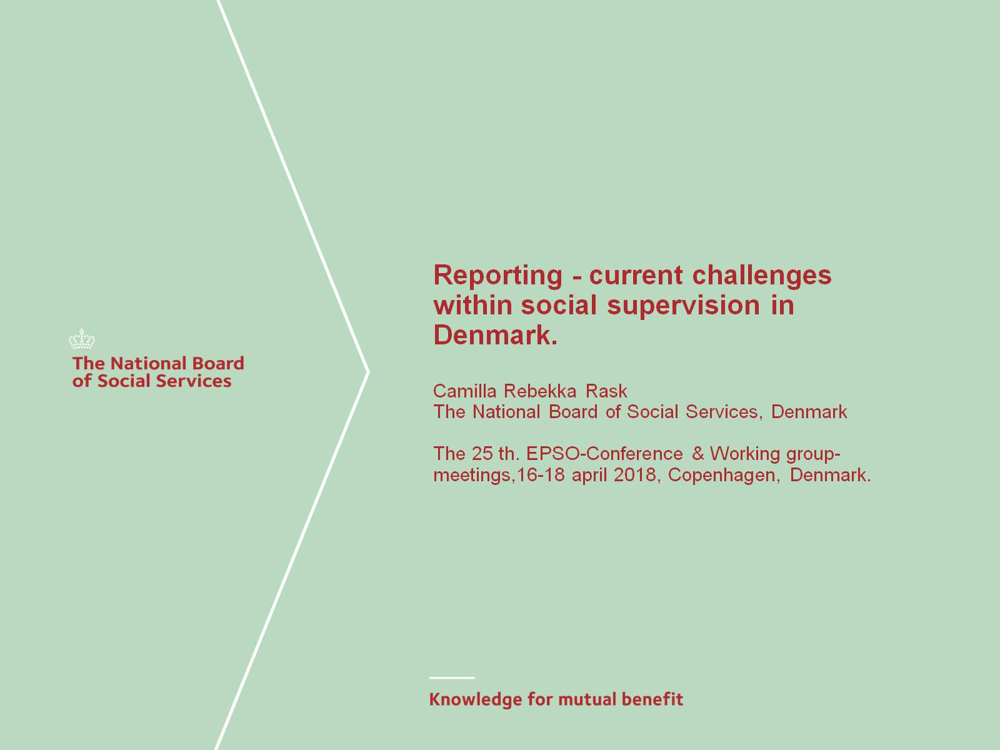 The National Board
of Social Services
Reporting - current challenges
within social supervision in
Denmark.
Camilla Rebekka Rask
The National Board of Social Services, Denmark
The 25 th. EPSO-Conference & Working group-
meetings,16-18 april 2018, Copenhagen, Denmark.
Knowledge for mutual benefit